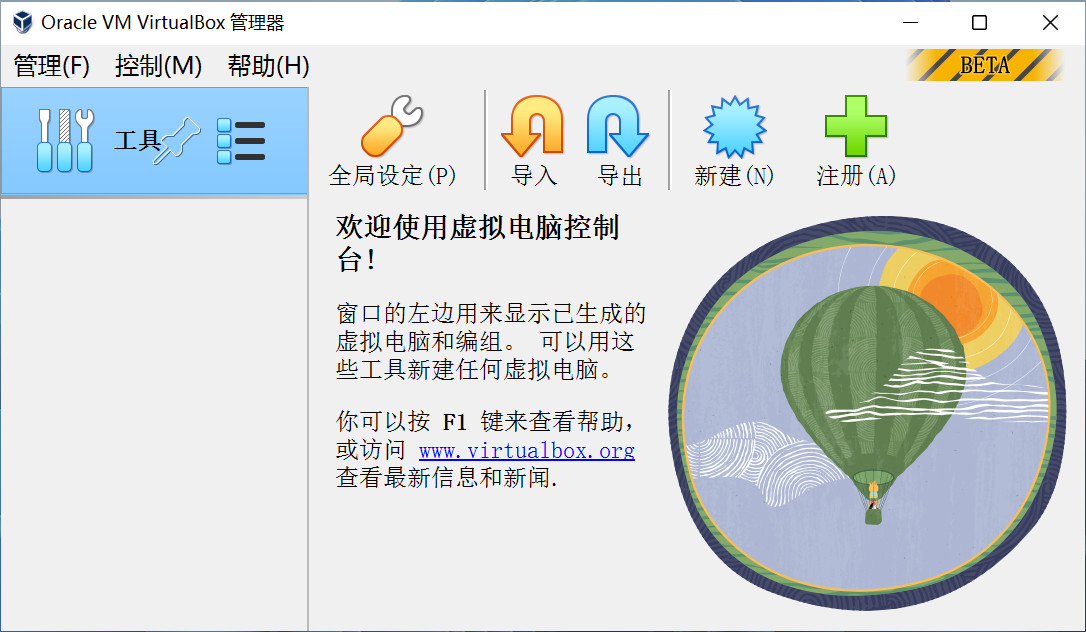 Oracle VM VirtualBox 管理器
管理(F) 控制(M) 帮助(H)
BETA
工具
全局设定(P) 导入 导出 新建(N) 注册(A)
欢迎使用虚拟电脑控制
台！
窗口的左边用来显示已生成的
虚拟电脑和编组。 可以用这
些工具新建任何虚拟电脑。
你可以按 F1 键来查看帮助，
或访问 www.virtualbox.org
查看最新信息和新闻.